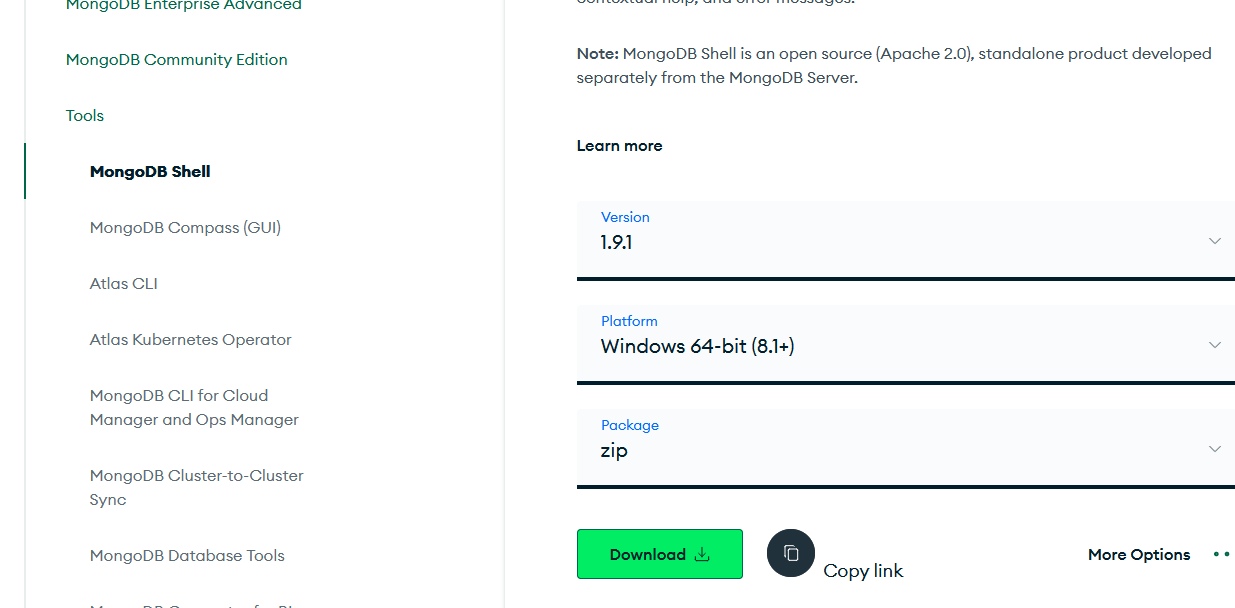 MongoDB Enterprise Advanced
MongoDB Community Edition
Tools
MongoDB Shell
MongoDB Compass (GUI)
Atlas CLI
Atlas Kubernetes Operator
MongoDB CLI for Cloud
Manager and Ops Manager
MongoDB Cluster-to-Cluster
Sync
MongoDB Database Tools
contextual help, and error messages.
Note: MongoDB Shell is an open source (Apache 2.0), standalone product developed
separately from the MongoDB Server.
Learn more
Version
1.9.1
Platform
Windows 64-bit (8.1+)
Package
zip
Download
Copy link
More Options